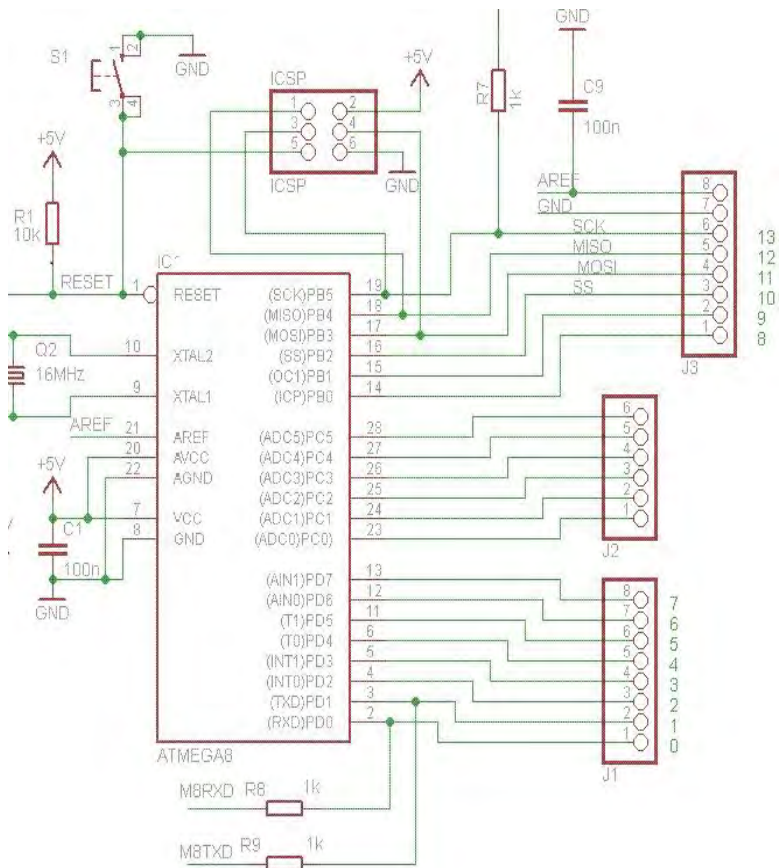 GND
S1
1
2
3
4
GND
+5V
ICSP
1
2
3
4
5
6
ICSP
GND
+5V
R1
10k
R7
1k
C9
100n
AREF
GND
SCK
MISO
MOSI
SS
8
7
6
5
4
3
2
1
13
12
11
10
9
8
J3
RESET
1
RESET
(SCK)PB5
19
(MISO)PB4
18
(MOSI)PB3
17
(SS)PB2
16
(OC1)PB1
15
(ICP)PB0
14
Q2
16MHz
10
XTAL2
9
XTAL1
AREF
21
AREF
+5V
20
AVCC
22
AGND
7
VCC
8
GND
C1
100n
GND
(ADC5)PC5
28
(ADC4)PC4
27
(ADC3)PC3
26
(ADC2)PC2
25
(ADC1)PC1
24
(ADC0)PC0)
23
6
5
4
3
2
1
J2
(AIN1)PD7
13
(AIN0)PD6
12
(T1)PD5
11
(T0)PD4
6
(INT1)PD3
5
(INT0)PD2
4
(TXD)PD1
3
(RXD)PD0
2
8
7
6
5
4
3
2
1
7
6
5
4
3
2
1
0
J1
ATMEGA8
M8RXD
R8
1k
M8TXD
R9
1k